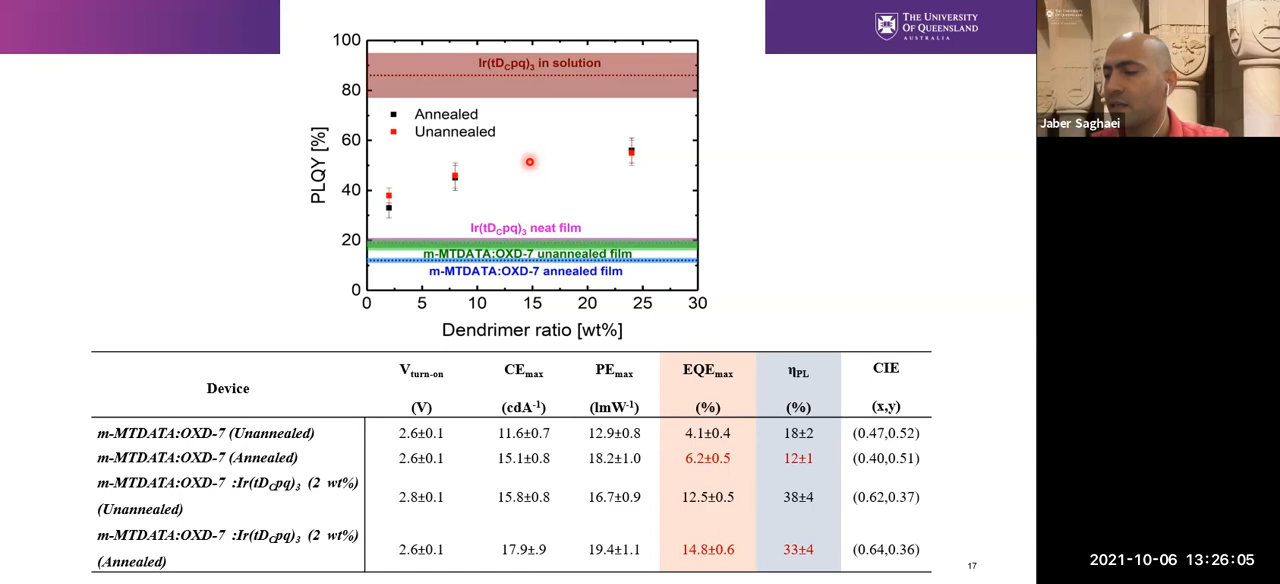 THE UNIVERSITY
OF QUEENSLAND
AUSTRALIA
Jaber Saghaei
100
80
60
40
20
0
PLQY [%]
Ir(tDCpq)3 in solution
Annealed
Unannealed
Ir(tDCpq)3 neat film
m-MTDATA:OXD-7 unannealed film
m-MTDATA:OXD-7 annealed film
0 5 10 15 20 25 30
Dendrimer ratio [wt%]
Device Vturn-on (V) CEmax (cdA-1) PEmax (lmW-1) EQEmax (%) ηPL (%) CIE (x,y)
m-MTDATA:OXD-7 (Unannealed) 2.6±0.1 11.6±0.7 12.9±0.8 4.1±0.4 18±2 (0.47,0.52)
m-MTDATA:OXD-7 (Annealed) 2.6±0.1 15.1±0.8 18.2±1.0 6.2±0.5 12±1 (0.40,0.51)
m-MTDATA:OXD-7 :Ir(tDCpq)3 (2 wt%)
(Unannealed) 2.8±0.1 15.8±0.8 16.7±0.9 12.5±0.5 38±4 (0.62,0.37)
m-MTDATA:OXD-7 :Ir(tDCpq)3 (2 wt%)
(Annealed) 2.6±0.1 17.9±.9 19.4±1.1 14.8±0.6 33±4 (0.64,0.36)
17
2021-10-06 13:26:05